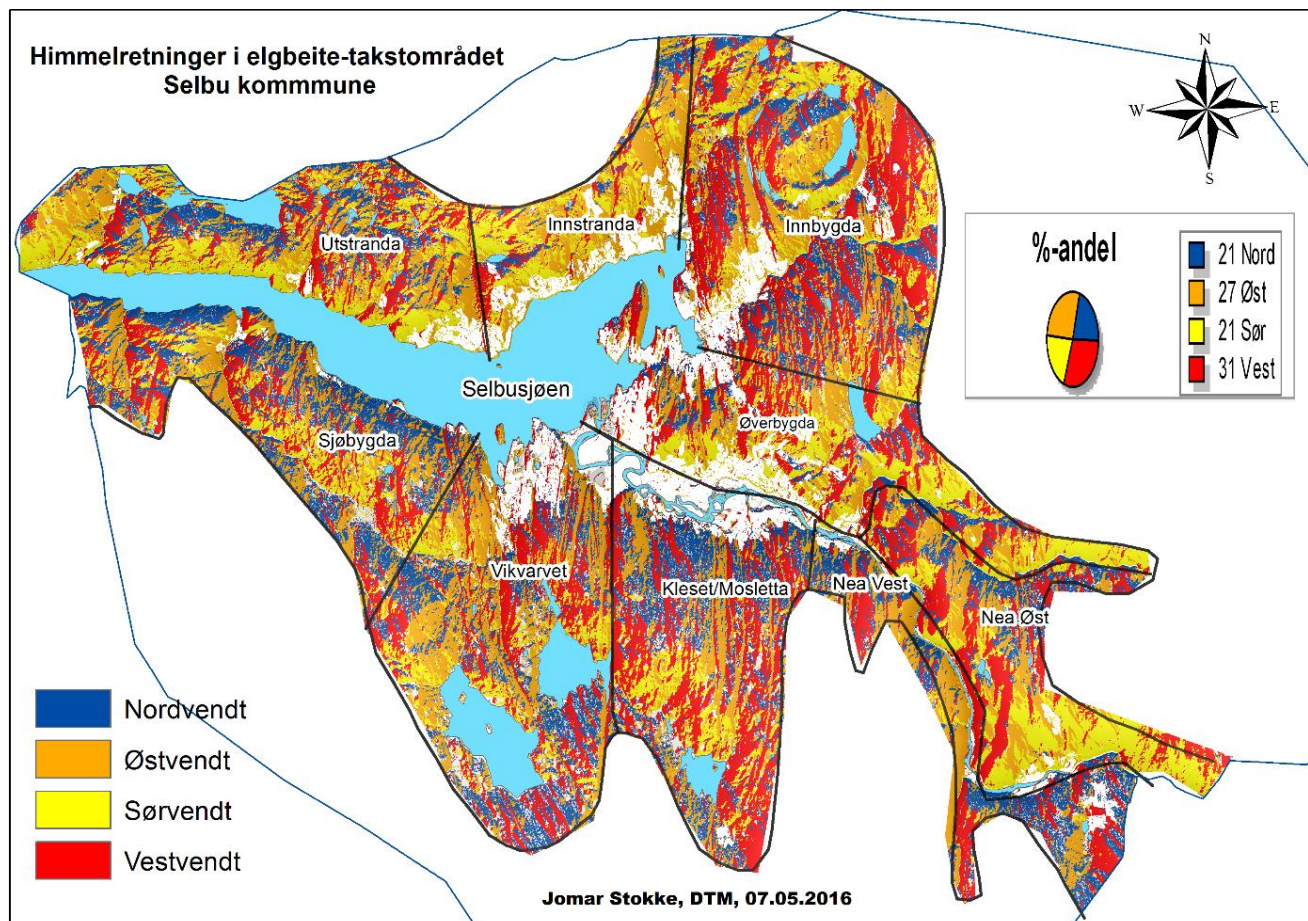 Himmelretninger i elgbeite-takstområdet
Selbu kommmune
N
W
E
S
%-andel
21 Nord
27 Øst
21 Sør
31 Vest
Utstranda
Innstranda
Innbygda
Selbusjøen
Sjøbygda
Øverbygda
Vikvarvet
Kleset/Mosletta
Nea Vest
Nea Øst
Nordvendt
Østvendt
Sørvendt
Vestvendt
Jomar Stokke, DTM, 07.05.2016